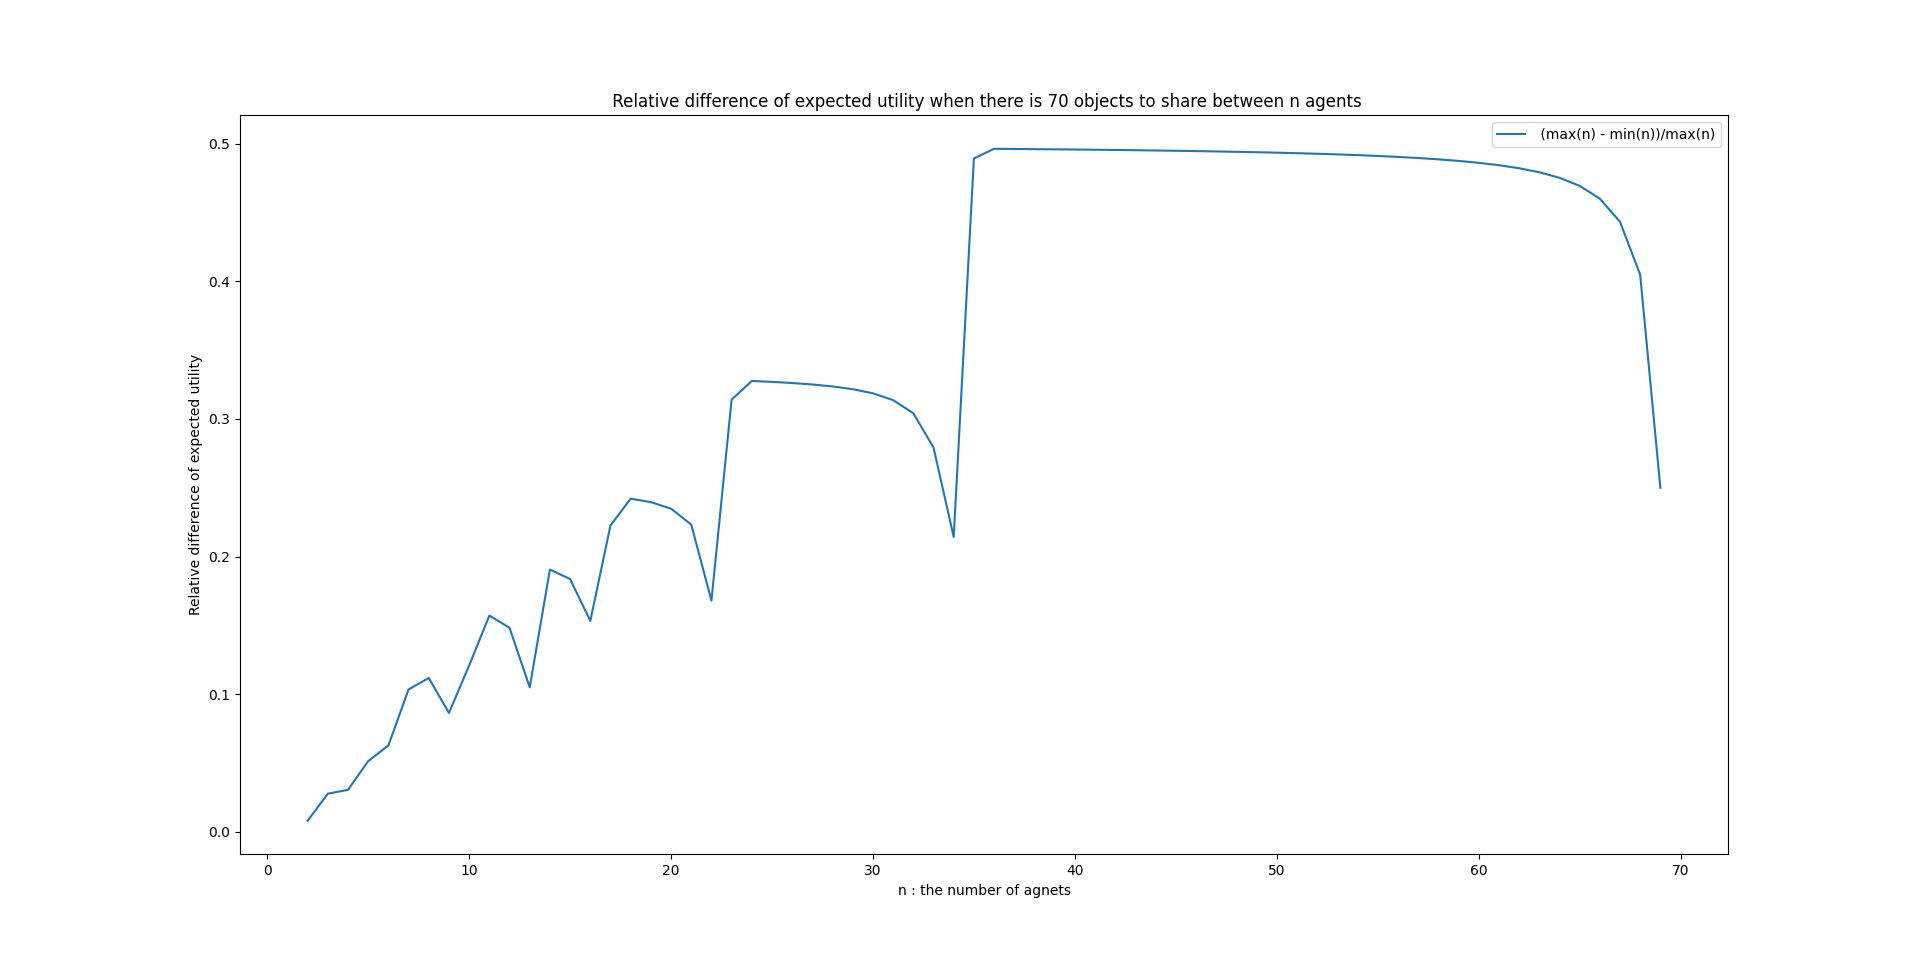 Relative difference of expected utility when there is 70 objects to share between n agents
(max(n) - min(n))/max(n)
Relative difference of expected utility
0.5
0.4
0.3
0.2
0.1
0.0
0 10 20 30 40 50 60 70
n : the number of agnets